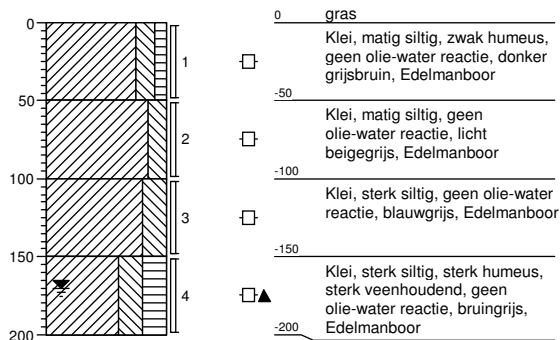 0
0
gras
1
Klei, matig siltig, zwak humeus,
geen olie-water reactie, donker
grijsbruin, Edelmanboor
50
-50
2
Klei, matig siltig, geen
olie-water reactie, licht
beigegrijs, Edelmanboor
100
-100
3
Klei, sterk siltig, geen olie-water
reactie, blauwgrijs, Edelmanboor
150
-150
4
Klei, sterk siltig, sterk humeus,
sterk veenhoudend, geen
olie-water reactie, bruingrijs,
Edelmanboor
200
-200